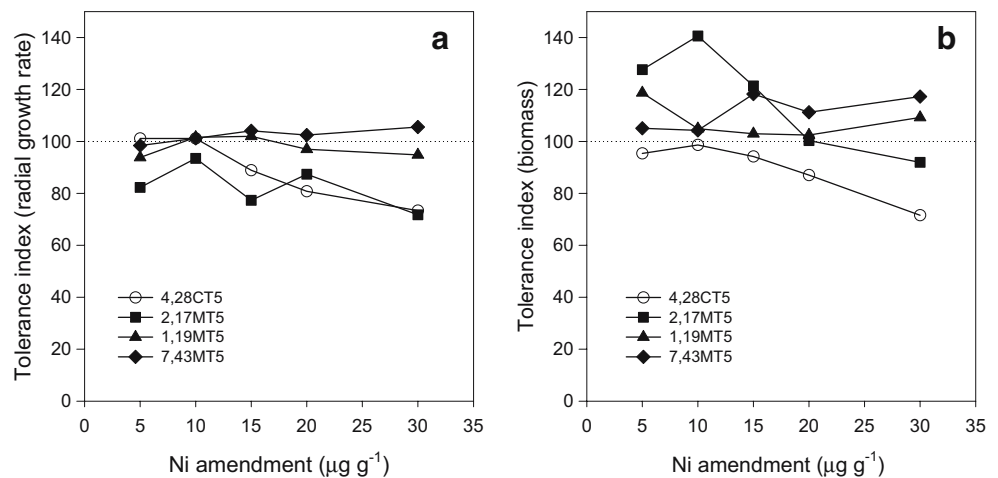 a
Tolerance index (radial growth rate)
140
120
100
80
60
40
20
0
4,28CT5
2,17MT5
1,19MT5
7,43MT5
0 5 10 15 20 25 30 35
Ni amendment (μg g⁻¹)
b
Tolerance index (biomass)
140
120
100
80
60
40
20
0
4,28CT5
2,17MT5
1,19MT5
7,43MT5
0 5 10 15 20 25 30 35
Ni amendment (μg g⁻¹)